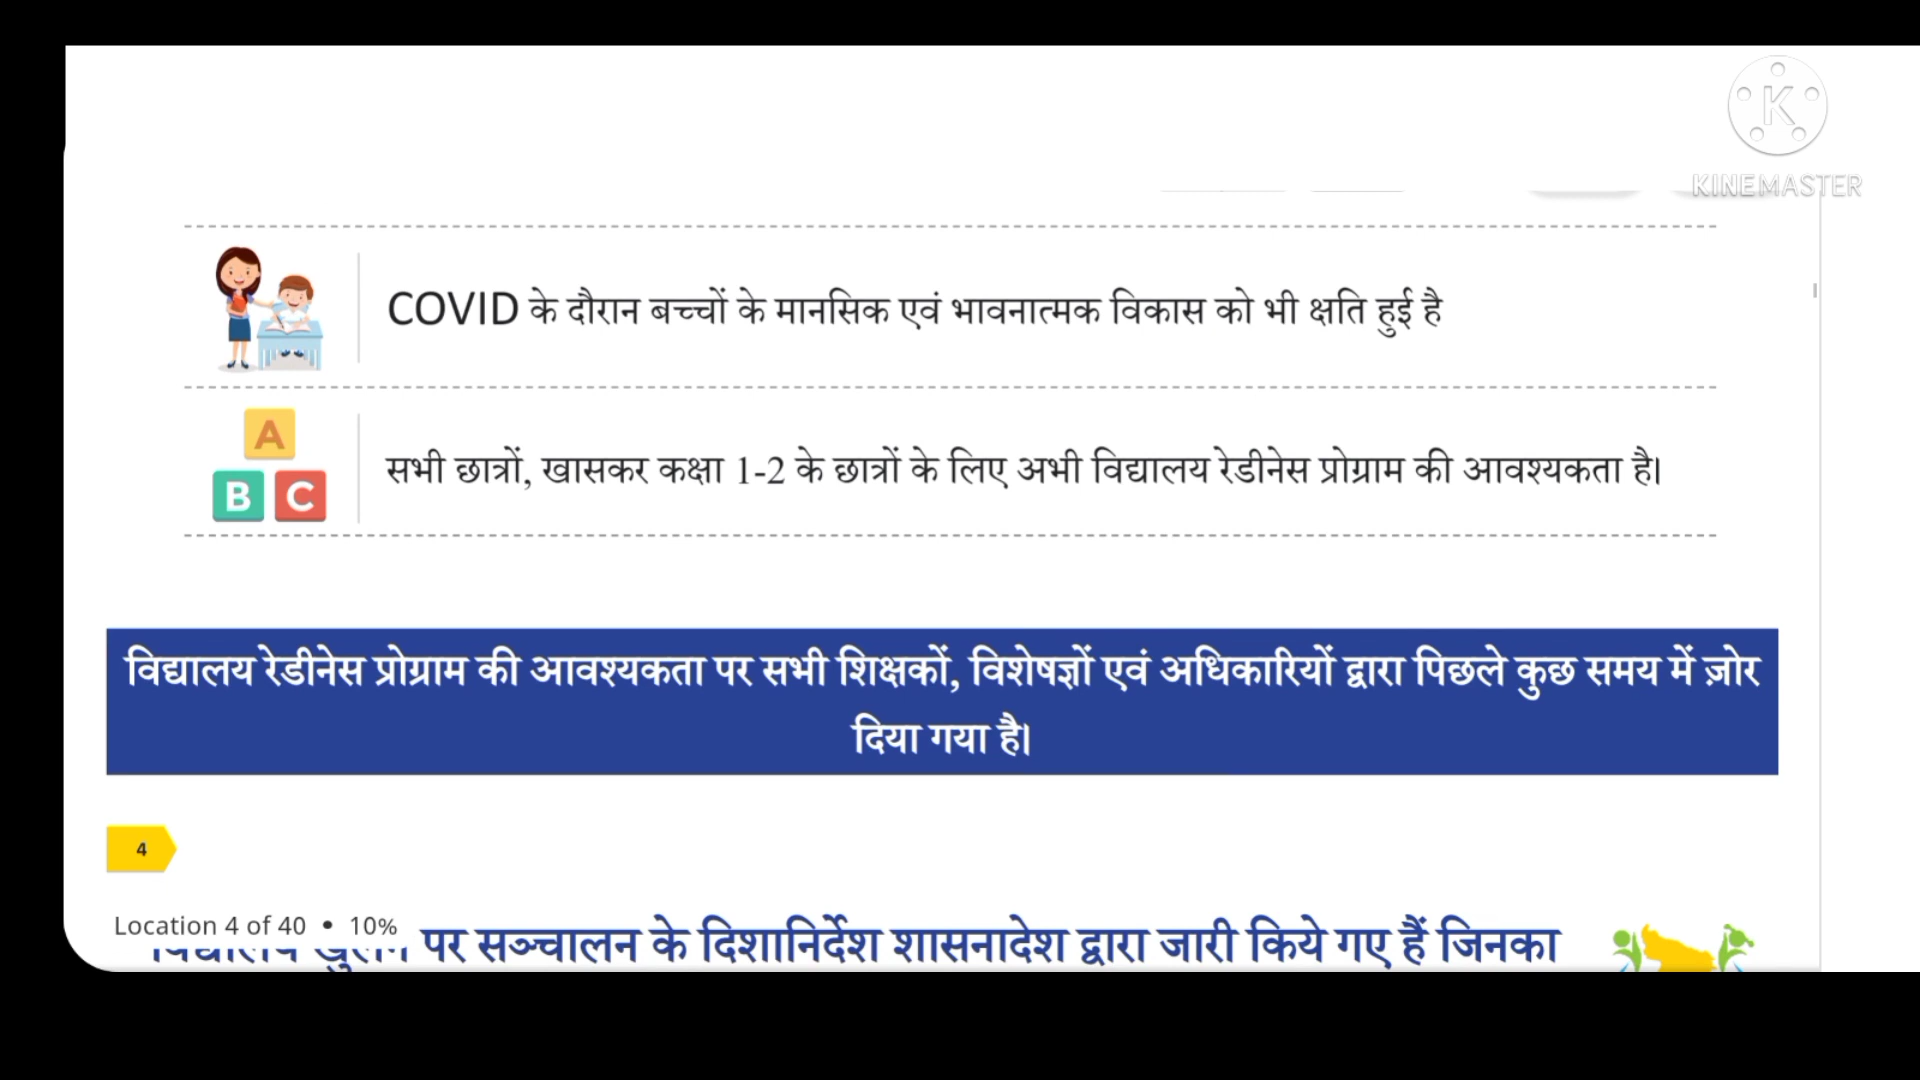 KINEMASTER
COVID के दौरान बच्चों के मानसिक एवं भावनात्मक विकास को भी क्षति हुई है
A
B C
सभी छात्रों, खासकर कक्षा 1-2 के छात्रों के लिए अभी विद्यालय रेडीनेस प्रोग्राम की आवश्यकता है।
विद्यालय रेडीनेस प्रोग्राम की आवश्यकता पर सभी शिक्षकों, विशेषज्ञों एवं अधिकारियों द्वारा पिछले कुछ समय में ज़ोर
दिया गया है।
4
Location 4 of 40 • 10%
पर सञ्चालन के दिशानिर्देश शासनादेश द्वारा जारी किये गए हैं जिनका